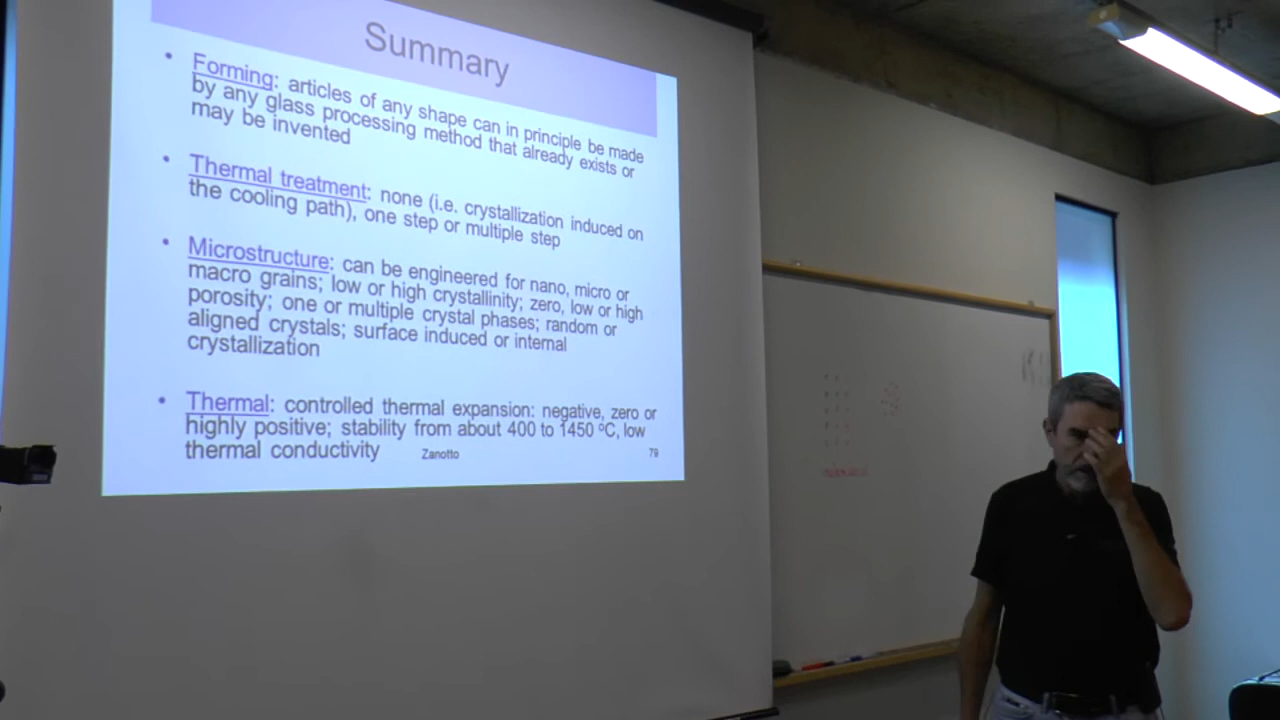 Summary
• Forming: articles of any shape can in principle be made
by any glass processing method that already exists or
may be invented
• Thermal treatment: none (i.e. crystallization induced on
the cooling path), one step or multiple step
• Microstructure: can be engineered for nano, micro or
macro grains; low or high crystallinity; zero, low or high
porosity; one or multiple crystal phases; random or
aligned crystals; surface induced or internal
crystallization
• Thermal: controlled thermal expansion: negative, zero or
highly positive; stability from about 400 to 1450 ºC, low
thermal conductivity
Zanotto
79